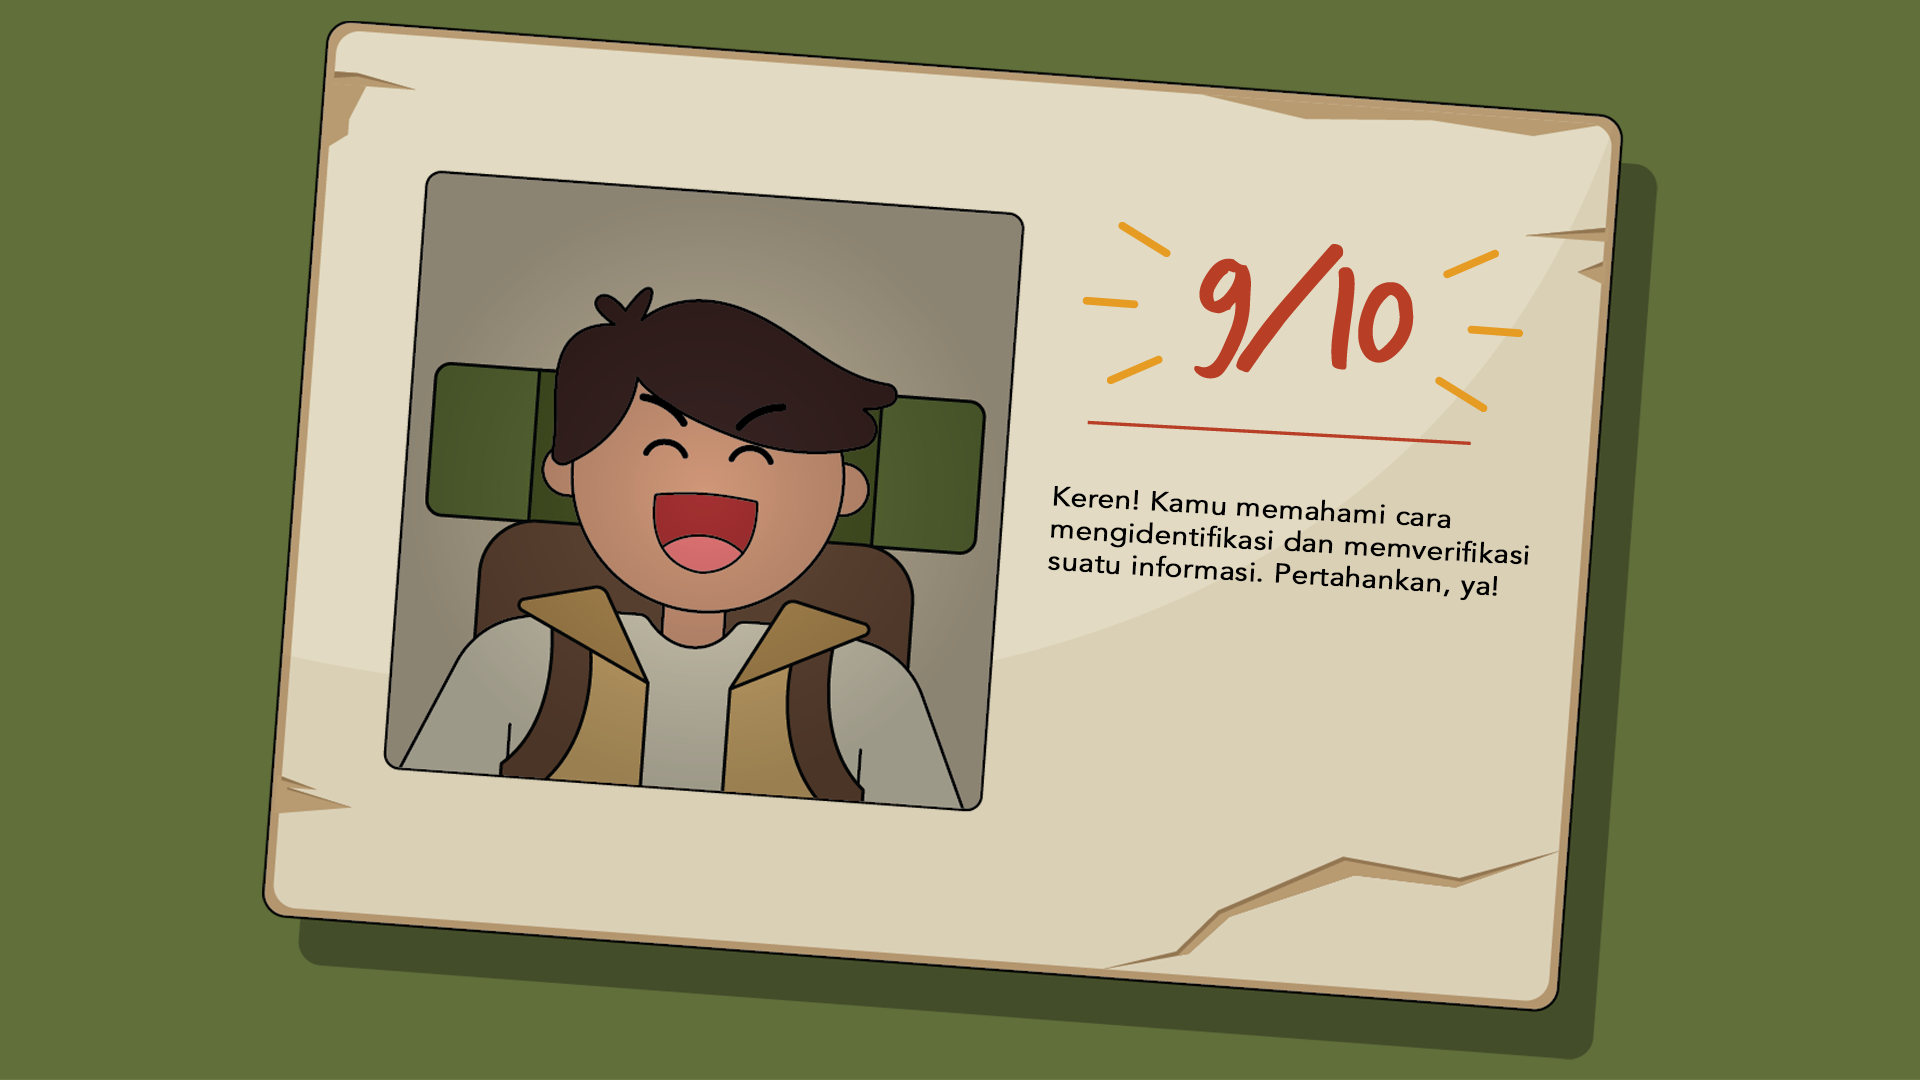 9/10
Keren! Kamu memahami cara
mengidentifikasi dan memverifikasi
suatu informasi. Pertahankan, ya!